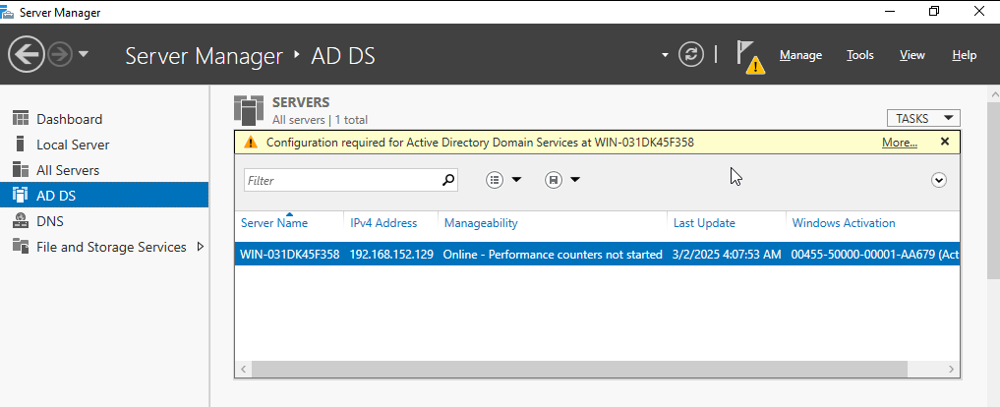 Server Manager
Server Manager ‣ AD DS
Manage Tools View Help
Dashboard
Local Server
All Servers
AD DS
DNS
File and Storage Services
SERVERS
All servers | 1 total
TASKS
Configuration required for Active Directory Domain Services at WIN-031DK45F358
More...
Filter
Server Name IPv4 Address Manageability Last Update Windows Activation
WIN-031DK45F358 192.168.152.129 Online - Performance counters not started 3/2/2025 4:07:53 AM 00455-50000-00001-AA679 (Act